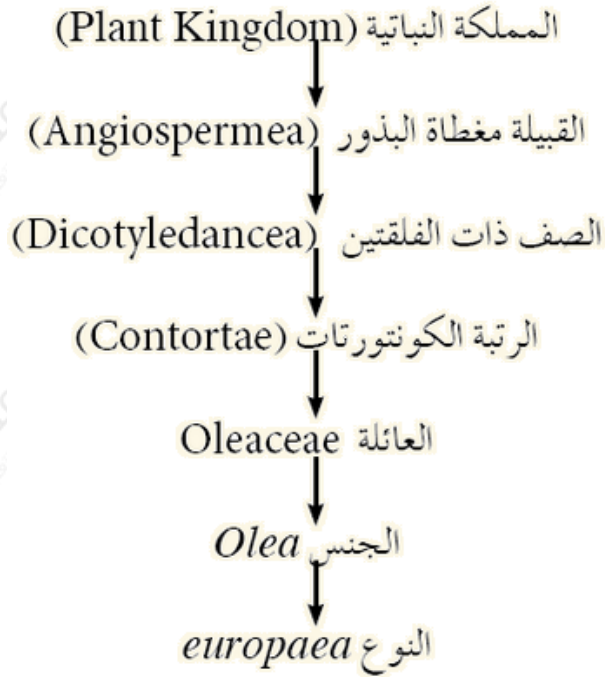 المملكة النباتية (Plant Kingdom)
القبيلة مغطاة البذور (Angiospermea)
الصف ذات الفلقتين (Dicotyledancea)
الرتبة الكونتورتات (Contortae)
العائلة Oleaceae
الجنس Olea
النوع europaea